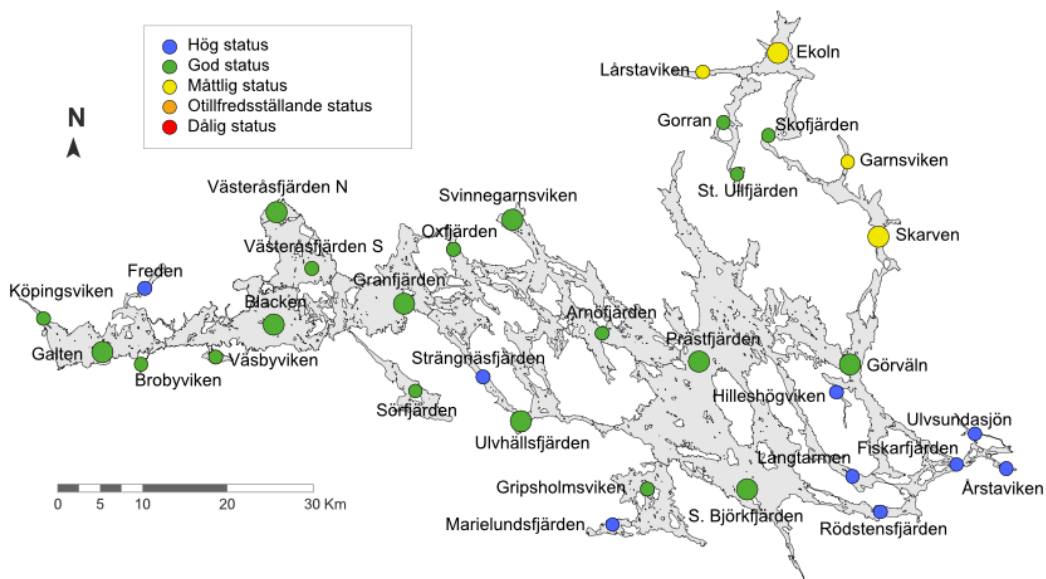 Hög status
God status
Måttlig status
Otillfredsställande status
Dålig status
N
Ekoln
Lårstaviken
Gorran
Skofjärden
Garnsviken
St. Ullfjärden
Västeråsfjärden N
Svinnegarnsviken
Oxfjärden
Skarven
Västeråsfjärden S
Freden
Granfjärden
Köpingsviken
Blacken
Arnöfjärden
Prästfjärden
Galten
Väsbyviken
Strängnäsfjärden
Görväln
Brobyviken
Hilleshögviken
Sörfjärden
Ulvsundasjön
Ulvhällsfjärden
Fiskarfjärden
Långtarmen
Årstaviken
Gripsholmsviken
S. Björkfjärden
Marielundsfjärden
Rödstensfjärden
0 5 10 20 30 Km